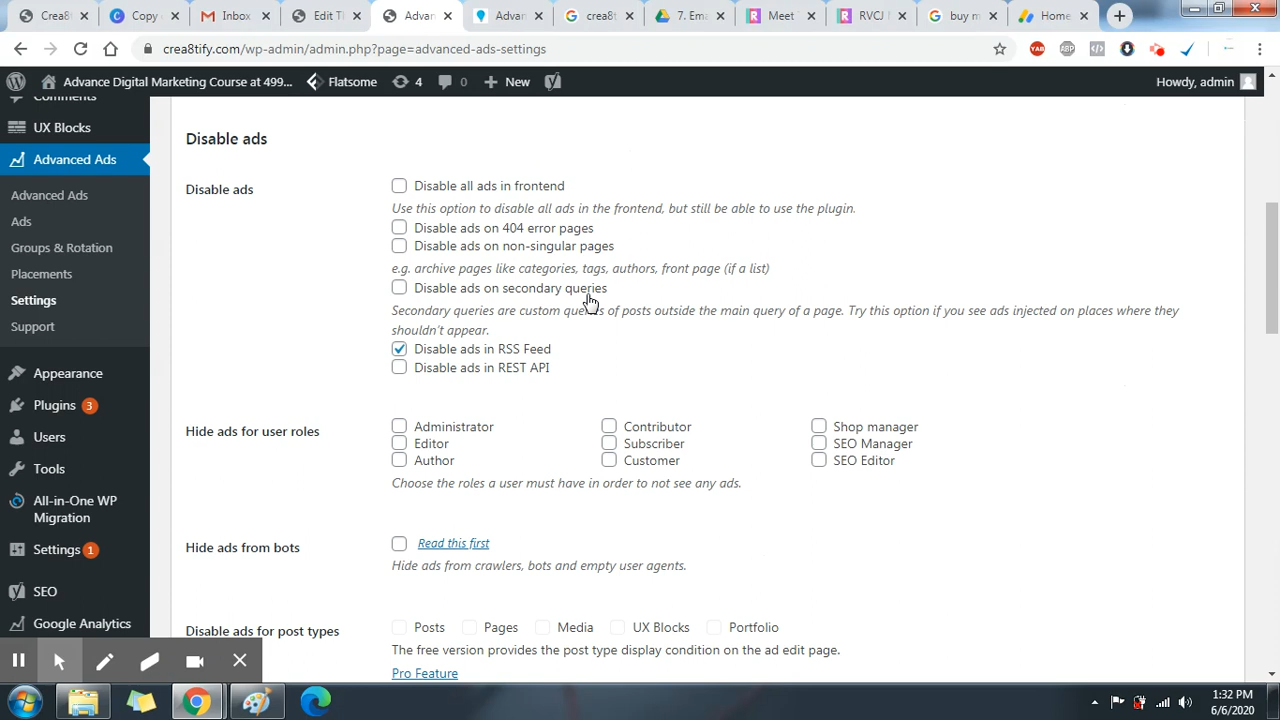 Crea8
Copy
Inbox
Edit T
Advan
Advan
crea8
7. Ema
Meet
RVCJ
buy m
Home
crea8tify.com/wp-admin/admin.php?page=advanced-ads-settings
YAB
ABP
Advance Digital Marketing Course at 499...
Flatsome
4
0
New
Howdy, admin
Comments
UX Blocks
Advanced Ads
Advanced Ads
Ads
Groups & Rotation
Placements
Settings
Support
Appearance
Plugins 3
Users
Tools
All-in-One WP
Migration
Settings 1
SEO
Google Analytics
Disable ads
Disable ads
Disable all ads in frontend
Use this option to disable all ads in the frontend, but still be able to use the plugin.
Disable ads on 404 error pages
Disable ads on non-singular pages
e.g. archive pages like categories, tags, authors, front page (if a list)
Disable ads on secondary queries
Secondary queries are custom queries of posts outside the main query of a page. Try this option if you see ads injected on places where they
shouldn't appear.
Disable ads in RSS Feed
Disable ads in REST API
Hide ads for user roles
Administrator Contributor Shop manager
Editor Subscriber SEO Manager
Author Customer SEO Editor
Choose the roles a user must have in order to not see any ads.
Hide ads from bots
Read this first
Hide ads from crawlers, bots and empty user agents.
Disable ads for post types
Posts Pages Media UX Blocks Portfolio
The free version provides the post type display condition on the ad edit page.
Pro Feature
1:32 PM
6/6/2020